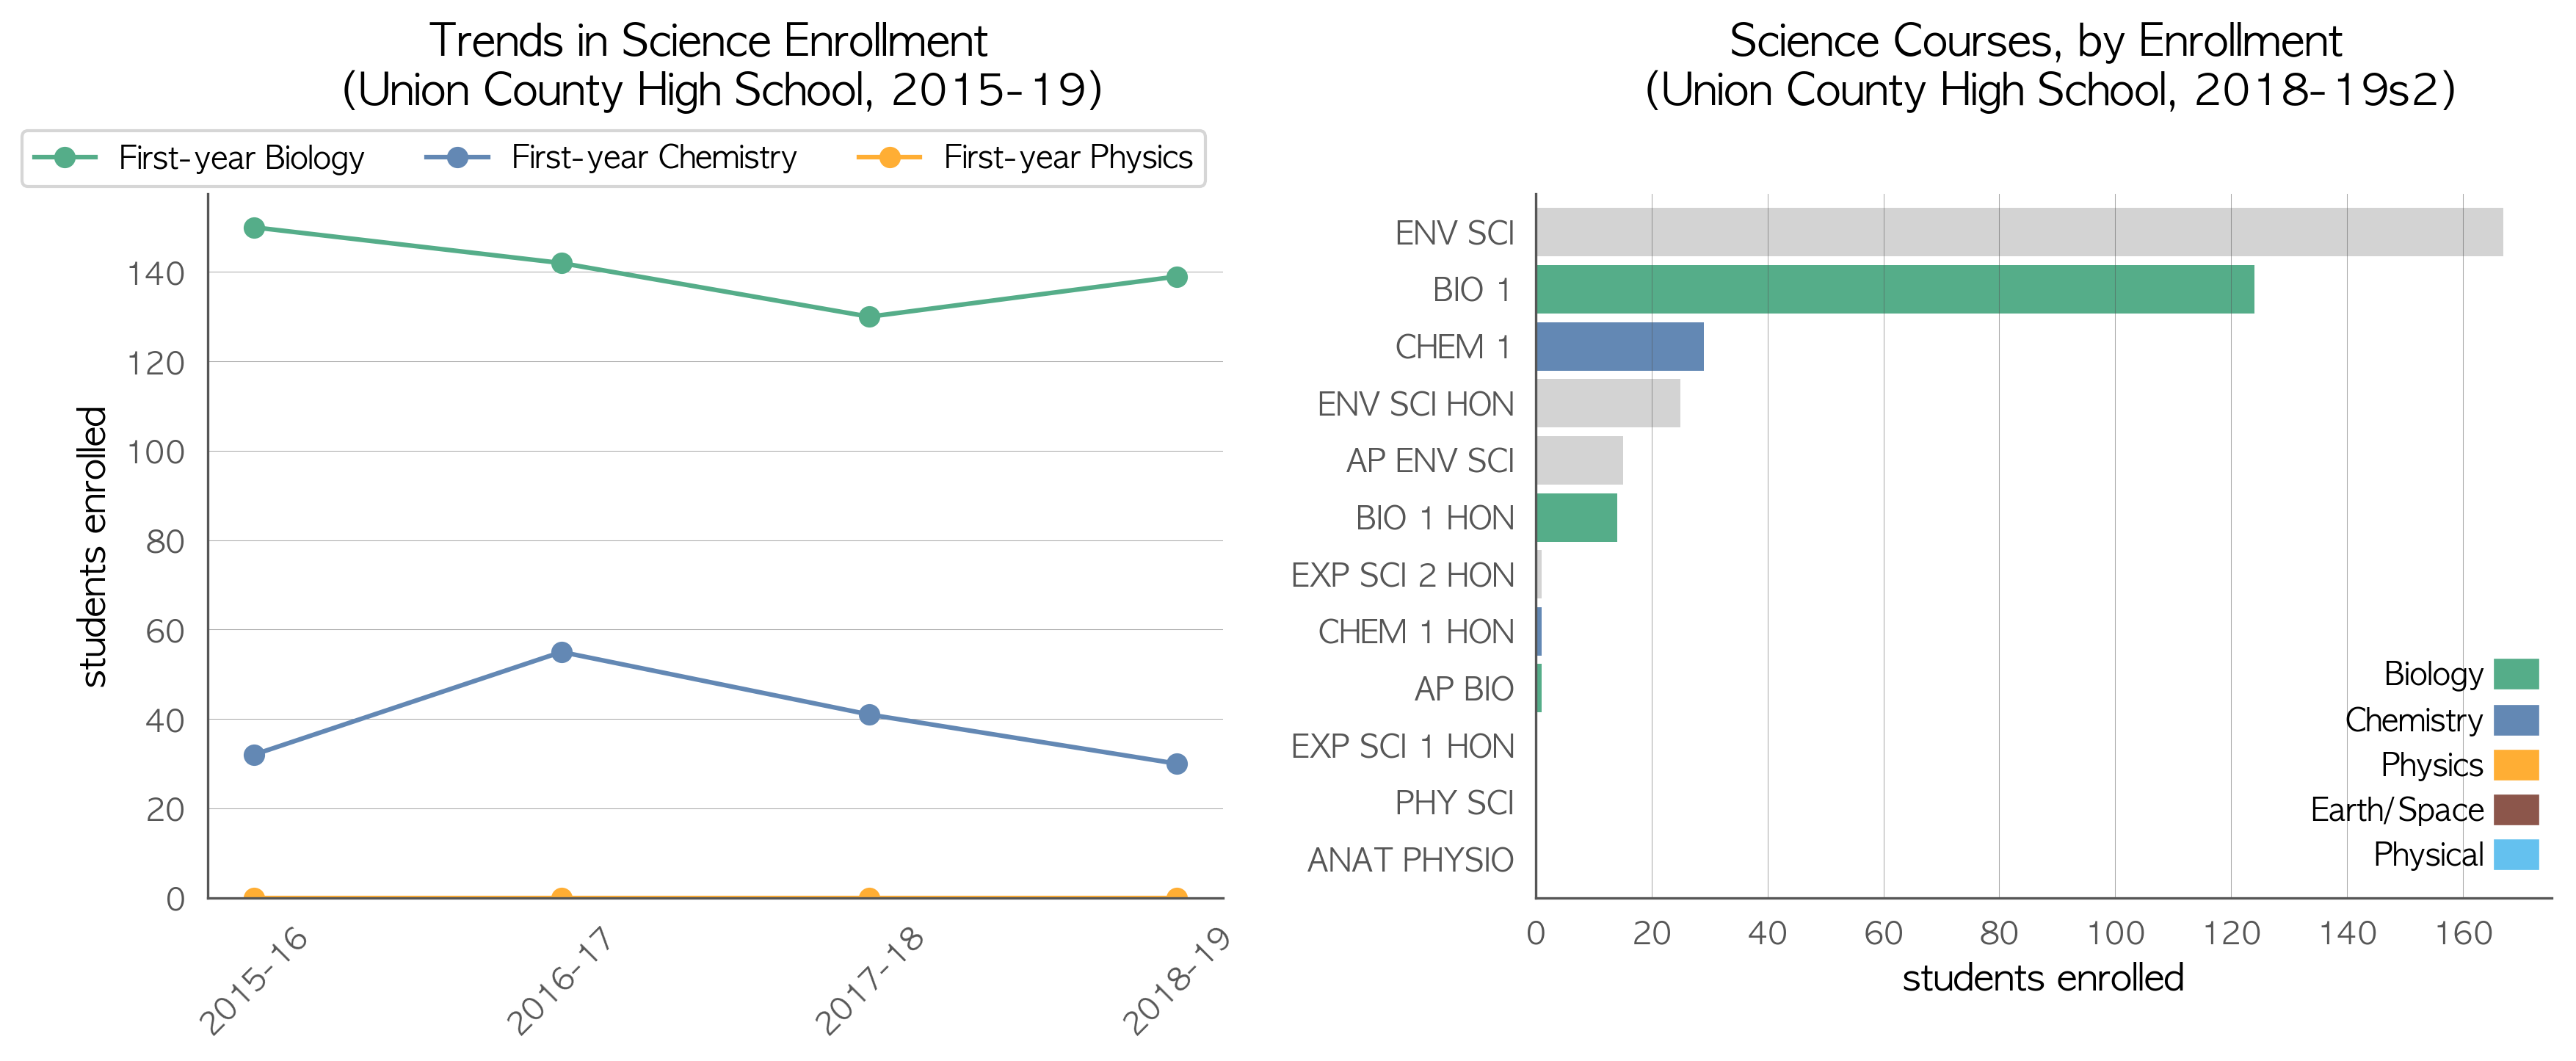 Trends in Science Enrollment
(Union County High School, 2015-19)
First-year Biology
First-year Chemistry
First-year Physics
students enrolled
140
120
100
80
60
40
20
0
2015-16
2016-17
2017-18
2018-19
Science Courses, by Enrollment
(Union County High School, 2018-19s2)
ENV SCI
BIO 1
CHEM 1
ENV SCI HON
AP ENV SCI
BIO 1 HON
EXP SCI 2 HON
CHEM 1 HON
AP BIO
EXP SCI 1 HON
PHY SCI
ANAT PHYSIO
Biology
Chemistry
Physics
Earth/Space
Physical
0
20
40
60
80
100
120
140
160
students enrolled